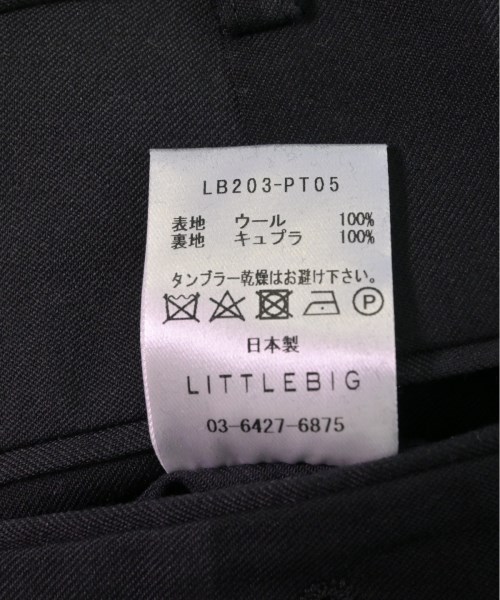 LB203-PT05
表地 ウール 100%
裏地 キュプラ 100%
タンブラー乾燥はお避け下さい。
P
日本製
LITTLEBIG
03-6427-6875